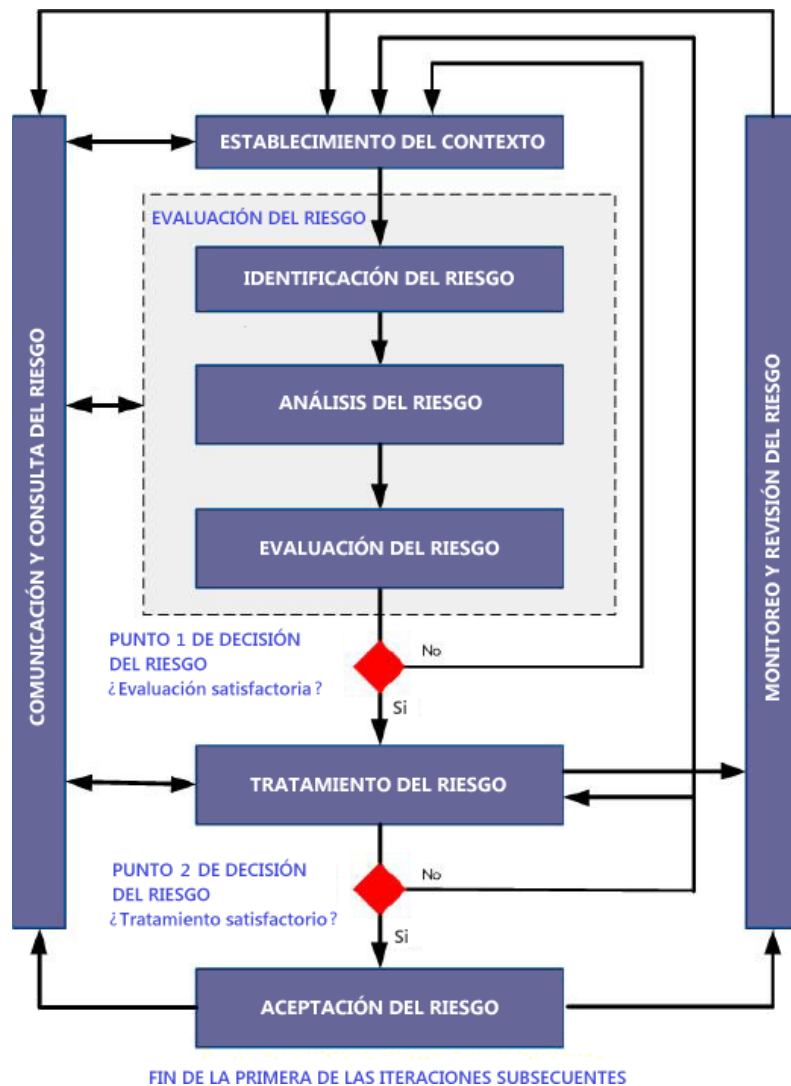 ESTABLECIMIENTO DEL CONTEXTO
EVALUACIÓN DEL RIESGO
IDENTIFICACIÓN DEL RIESGO
ANÁLISIS DEL RIESGO
EVALUACIÓN DEL RIESGO
COMUNICACIÓN Y CONSULTA DEL RIESGO
MONITOREO Y REVISIÓN DEL RIESGO
PUNTO 1 DE DECISIÓN
DEL RIESGO
¿Evaluación satisfactoria?
No
Si
TRATAMIENTO DEL RIESGO
PUNTO 2 DE DECISIÓN
DEL RIESGO
¿Tratamiento satisfactorio?
No
Si
ACEPTACIÓN DEL RIESGO
FIN DE LA PRIMERA DE LAS ITERACIONES SUBSECUENTES